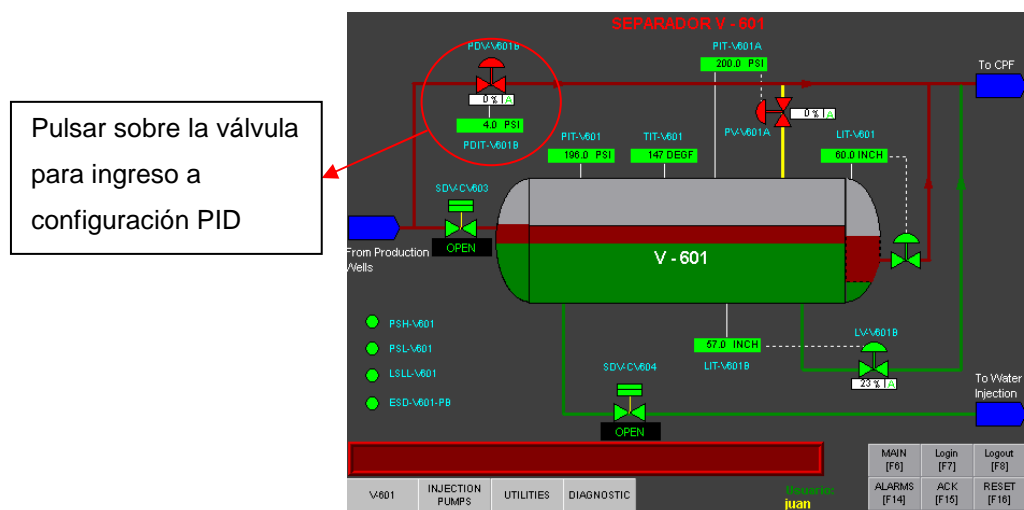 SEPARADOR V - 601
PDV-V601B
PIT-V601A
200.0 PSI
To CPF
0 % A
4.0 PSI
PDIT-V601B
PV-V601A
0 % A
Pulsar sobre la válvula
para ingreso a
configuración PID
PIT-V601
TIT-V601
LIT-V601
196.0 PSI
147 DEGF
60.0 INCH
SDV-CV603
OPEN
From Production
Wells
V - 601
PSH-V601
PSL-V601
LSLL-V601
ESD-V601-PB
57.0 INCH
LIT-V601B
LV-V601B
23 % A
SDV-CV604
OPEN
To Water
Injection
MAIN
[F6]
Login
[F7]
Logout
[F8]
V-601
INJECTION
PUMPS
UTILITIES
DIAGNOSTIC
Usuario:
juan
ALARMS
[F14]
ACK
[F15]
RESET
[F16]